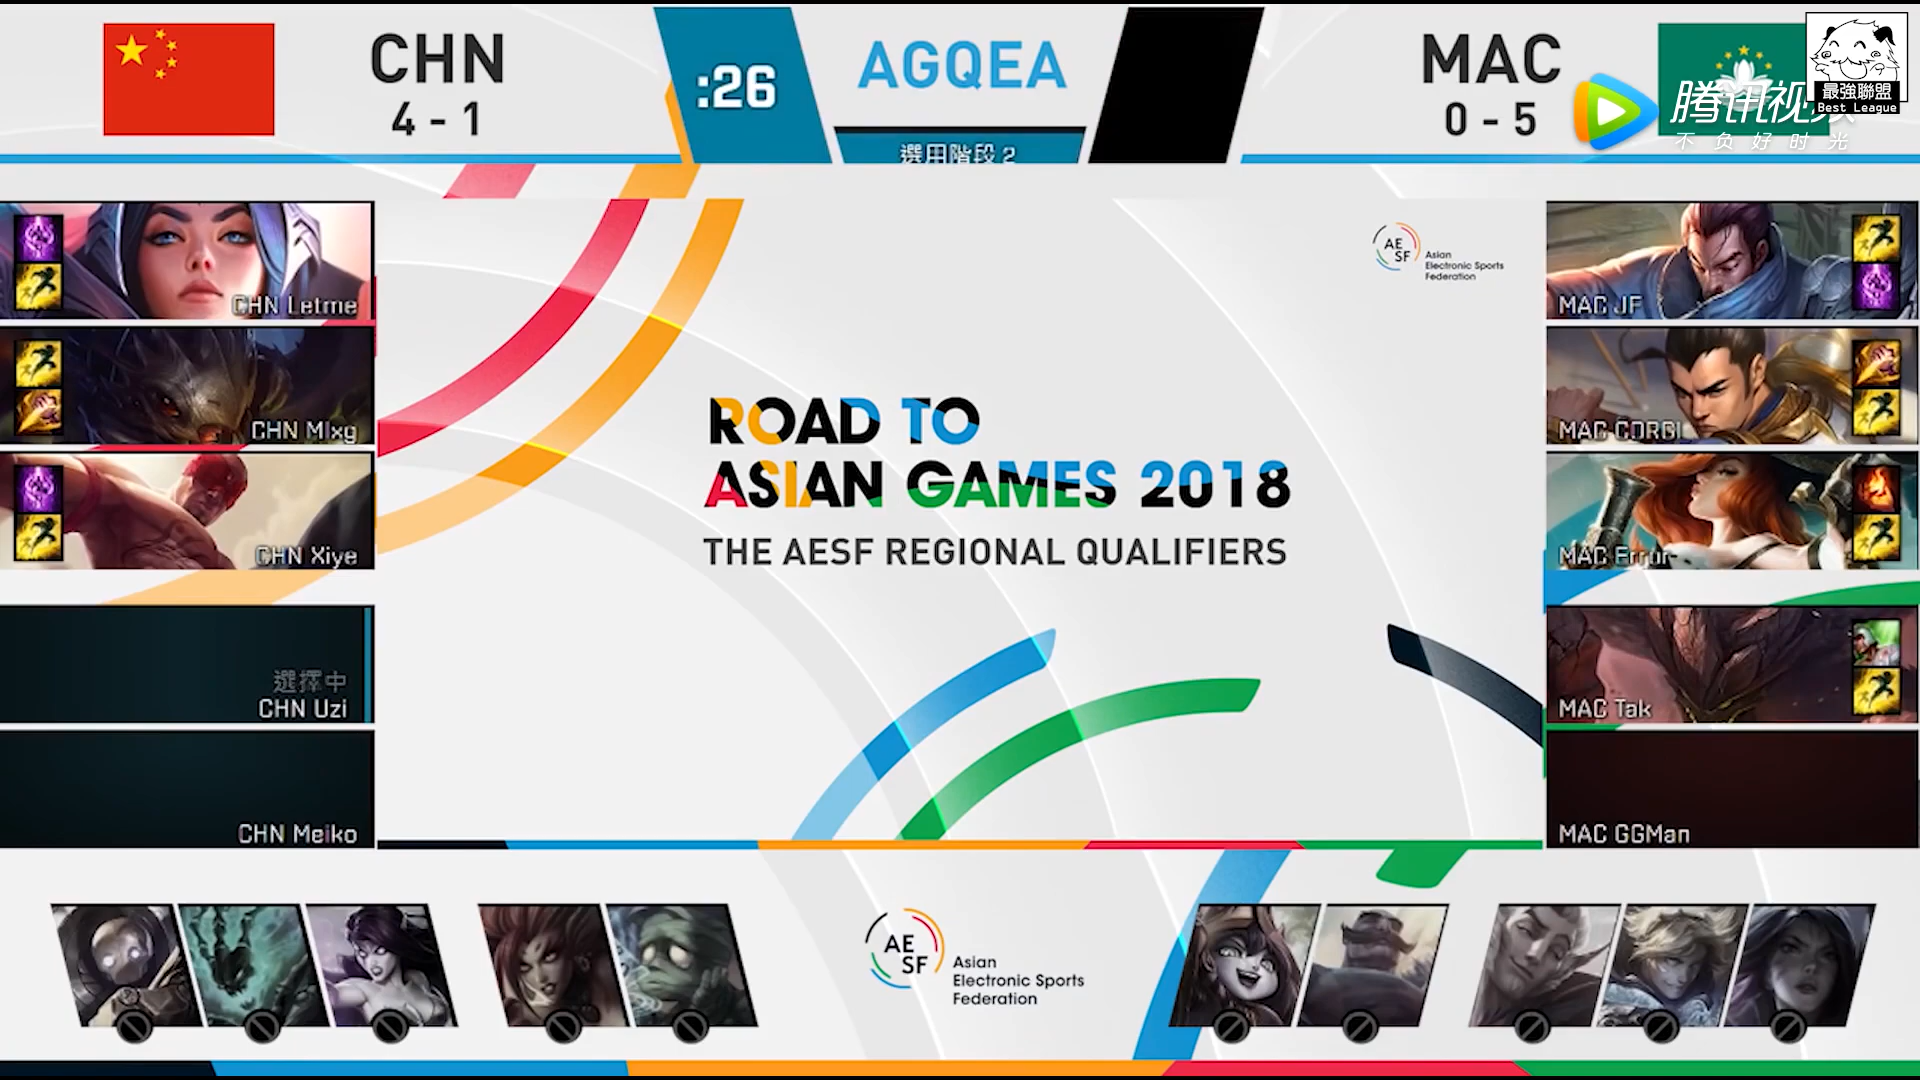 CHN
4 - 1
:26
AGQEA
選用階段 2
MAC
0 - 5
腾讯视频
不负好时光
最強聯盟
Best League
CHN Letme
CHN Mlxg
CHN Xiye
選擇中
CHN Uzi
CHN Meiko
AE
SF
Asian
Electronic Sports
Federation
ROAD TO
ASIAN GAMES 2018
THE AESF REGIONAL QUALIFIERS
MAC JF
MAC CORGI
MAC Error
MAC Tak
MAC GGMan
AE
SF
Asian
Electronic Sports
Federation